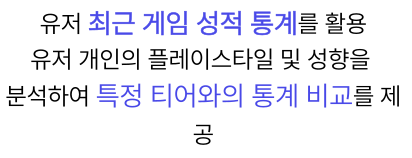 유저 최근 게임 성적 통계를 활용
유저 개인의 플레이스타일 및 성향을
분석하여 특정 티어와의 통계 비교를 제
공